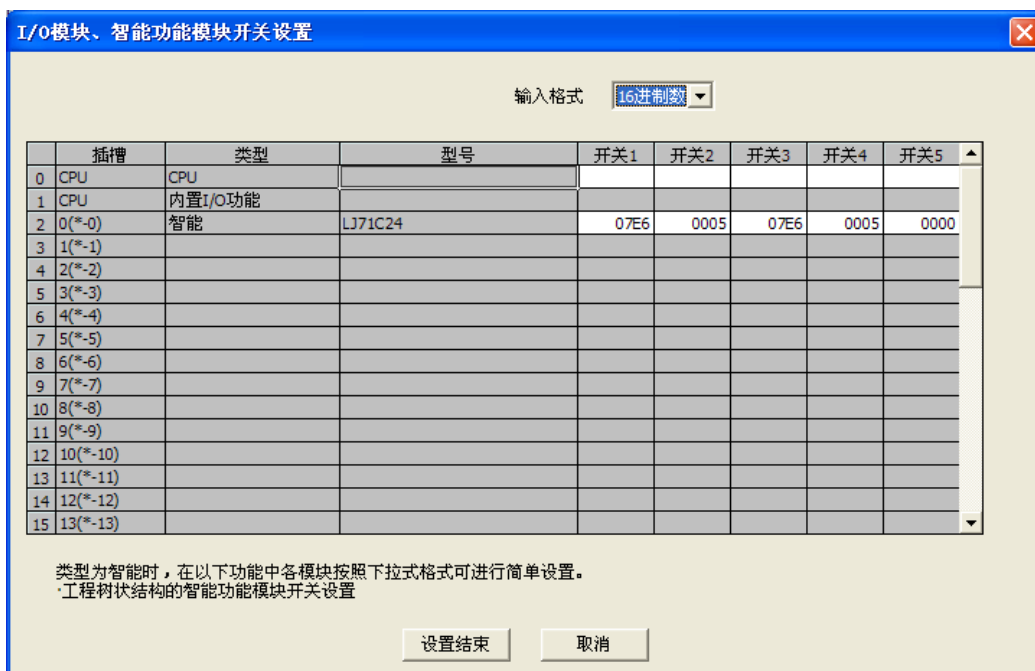 I/O模块、智能功能模块开关设置
输入格式 16进制数
插槽 类型 型号 开关1 开关2 开关3 开关4 开关5
0 CPU CPU
1 CPU 内置I/O功能
2 0(*-0) 智能 LJ71C24 07E6 0005 07E6 0005 0000
3 1(*-1)
4 2(*-2)
5 3(*-3)
6 4(*-4)
7 5(*-5)
8 6(*-6)
9 7(*-7)
10 8(*-8)
11 9(*-9)
12 10(*-10)
13 11(*-11)
14 12(*-12)
15 13(*-13)
类型为智能时，在以下功能中各模块按照下拉式格式可进行简单设置。
·工程树状结构的智能功能模块开关设置
设置结束 取消